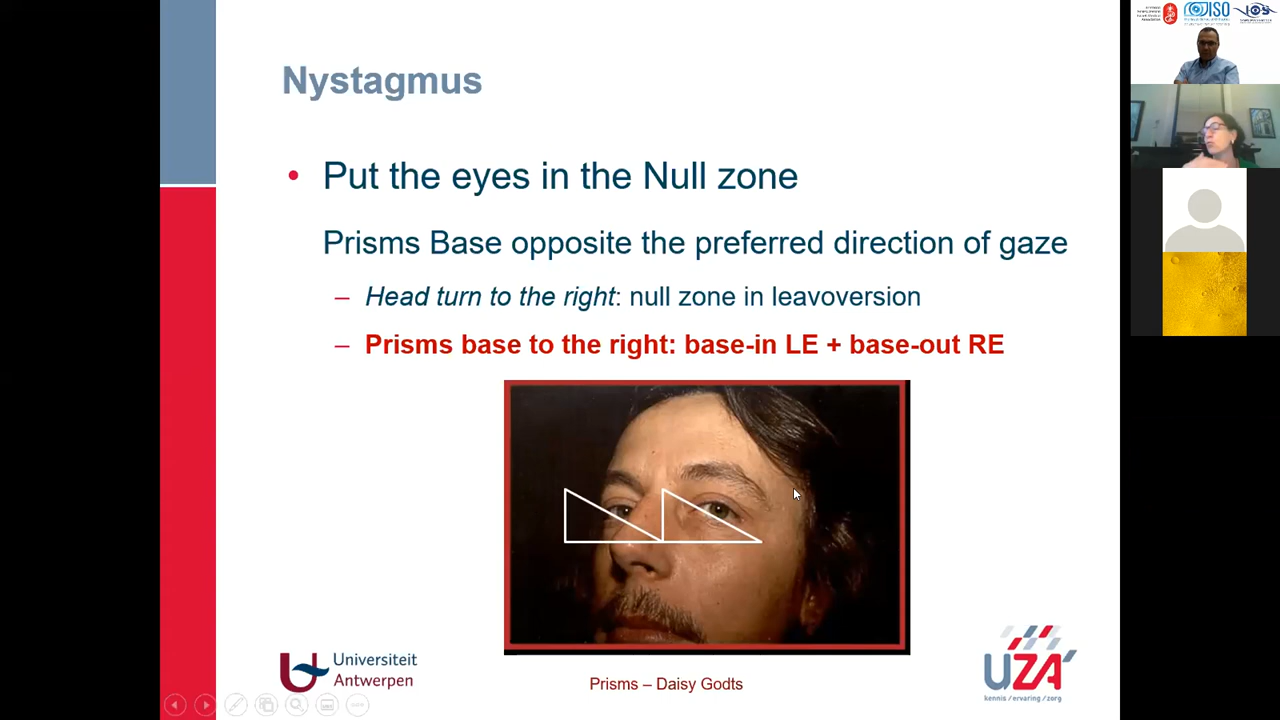 Nystagmus
• Put the eyes in the Null zone
Prisms Base opposite the preferred direction of gaze
– Head turn to the right: null zone in leavoversion
– Prisms base to the right: base-in LE + base-out RE
Universiteit
Antwerpen
Prisms – Daisy Godts
UZA
kennis / ervaring / zorg
ISO